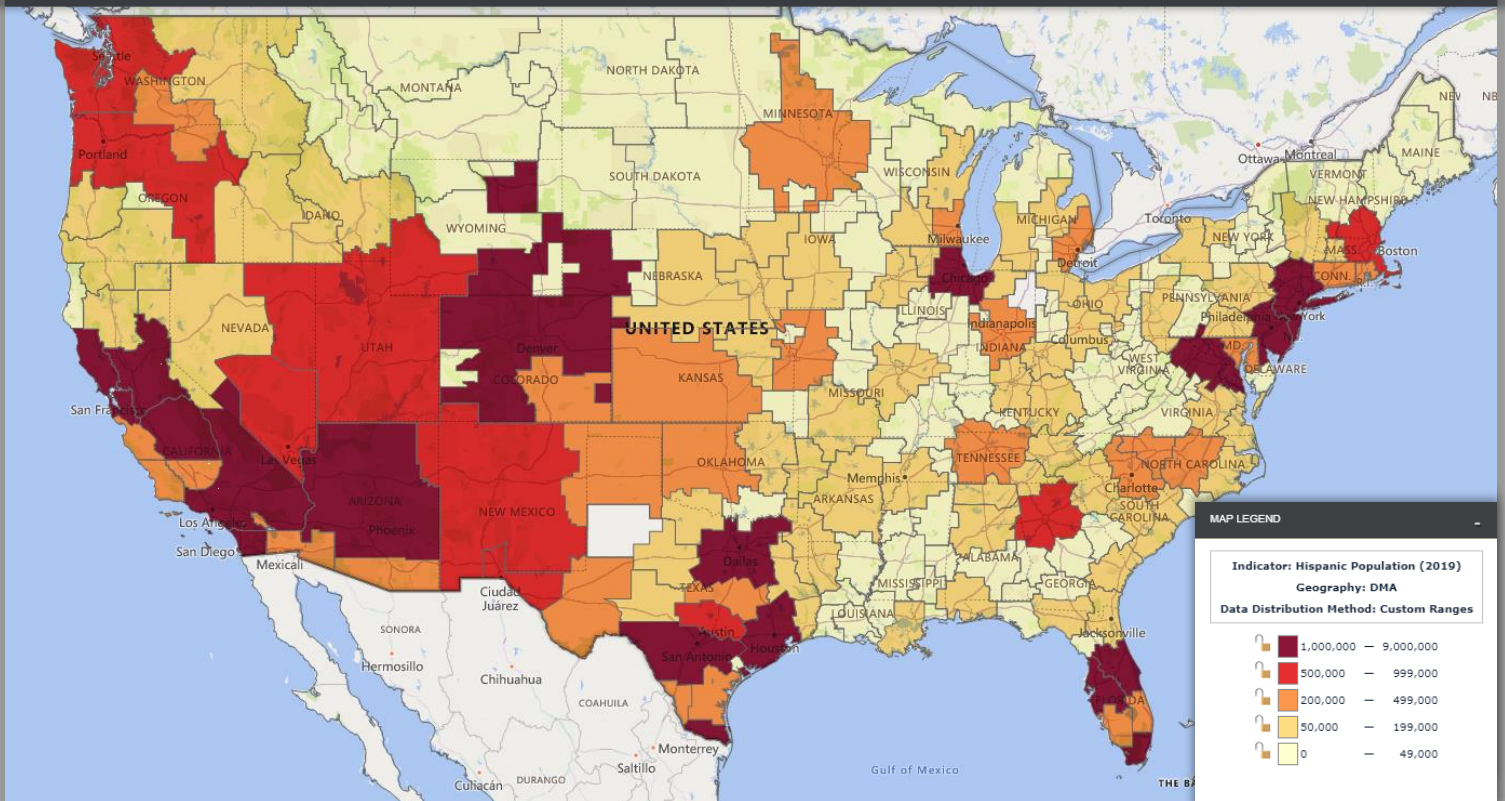 Seattle
WASHINGTON
MONTANA
NORTH DAKOTA
MINNESOTA
Ottawa
Montreal
MAINE
NB
VERMONT
Portland
OREGON
IDAHO
WYOMING
SOUTH DAKOTA
WISCONSIN
MICHIGAN
Toronto
NEW YORK
NEW HAMPSHIRE
MASS.
Boston
CONN.
Milwaukee
Detroit
IOWA
Chicago
NEBRASKA
NEVADA
UTAH
Denver
COLORADO
UNITED STATES
ILLINOIS
Indianapolis
INDIANA
OHIO
Columbus
PENNSYLVANIA
Philadelphia
New York
N.J.
MD.
DELAWARE
WEST
VIRGINIA
VIRGINIA
KANSAS
MISSOURI
KENTUCKY
San Francisco
CALIFORNIA
Las Vegas
ARIZONA
Phoenix
NEW MEXICO
OKLAHOMA
ARKANSAS
Memphis
TENNESSEE
NORTH CAROLINA
Charlotte
SOUTH
CAROLINA
Los Angeles
San Diego
Mexicali
Dallas
TEXAS
Ciudad
Juárez
MISSISSIPPI
ALABAMA
GEORGIA
LOUISIANA
Austin
San Antonio
Houston
Jacksonville
FLORIDA
SONORA
Hermosillo
Chihuahua
COAHUILA
Monterrey
Saltillo
DURANGO
Culiacán
Gulf of Mexico
THE BA
MAP LEGEND
-
Indicator: Hispanic Population (2019)
Geography: DMA
Data Distribution Method: Custom Ranges
1,000,000 — 9,000,000
500,000 — 999,000
200,000 — 499,000
50,000 — 199,000
0 — 49,000